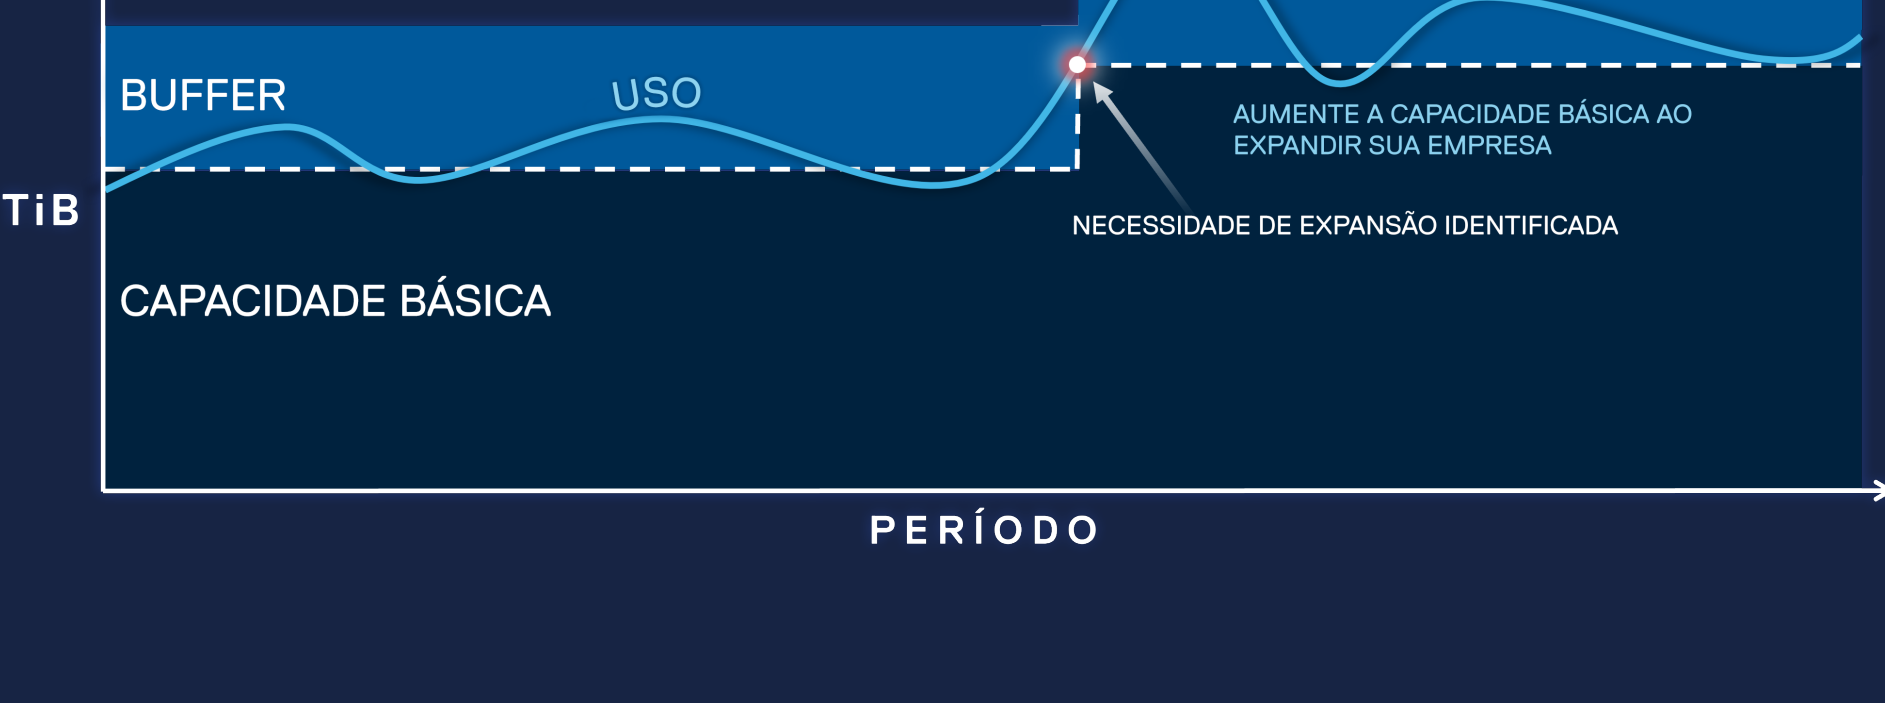 BUFFER
USO
AUMENTE A CAPACIDADE BÁSICA AO
EXPANDIR SUA EMPRESA
TiB
NECESSIDADE DE EXPANSÃO IDENTIFICADA
CAPACIDADE BÁSICA
PERÍODO